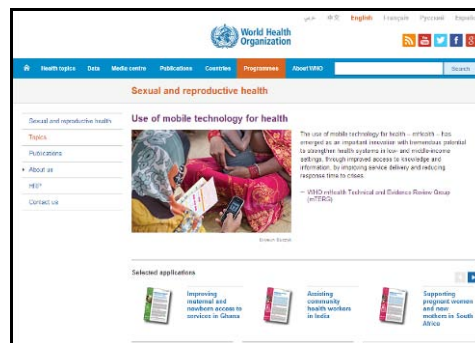 عربي 中文 English Français Русский Español
World Health
Organization
Health topics Data Media centre Publications Countries Programmes About WHO Search
Sexual and reproductive health
Sexual and reproductive health
Topics
Publications
About us
HRP
Contact us
Use of mobile technology for health
The use of mobile technology for health – mHealth – has
emerged as an important innovation with tremendous potential
to strengthen health systems in low- and middle-income
settings, through improved access to knowledge and
information, by improving service delivery and reducing
response time to crises.
WHO mHealth Technical and Evidence Review Group
(mTERG)
Selected applications
Improving
maternal and
newborn access to
services in Ghana
Assisting
community
health workers
in India
Supporting
pregnant women
and new
mothers in South
Africa